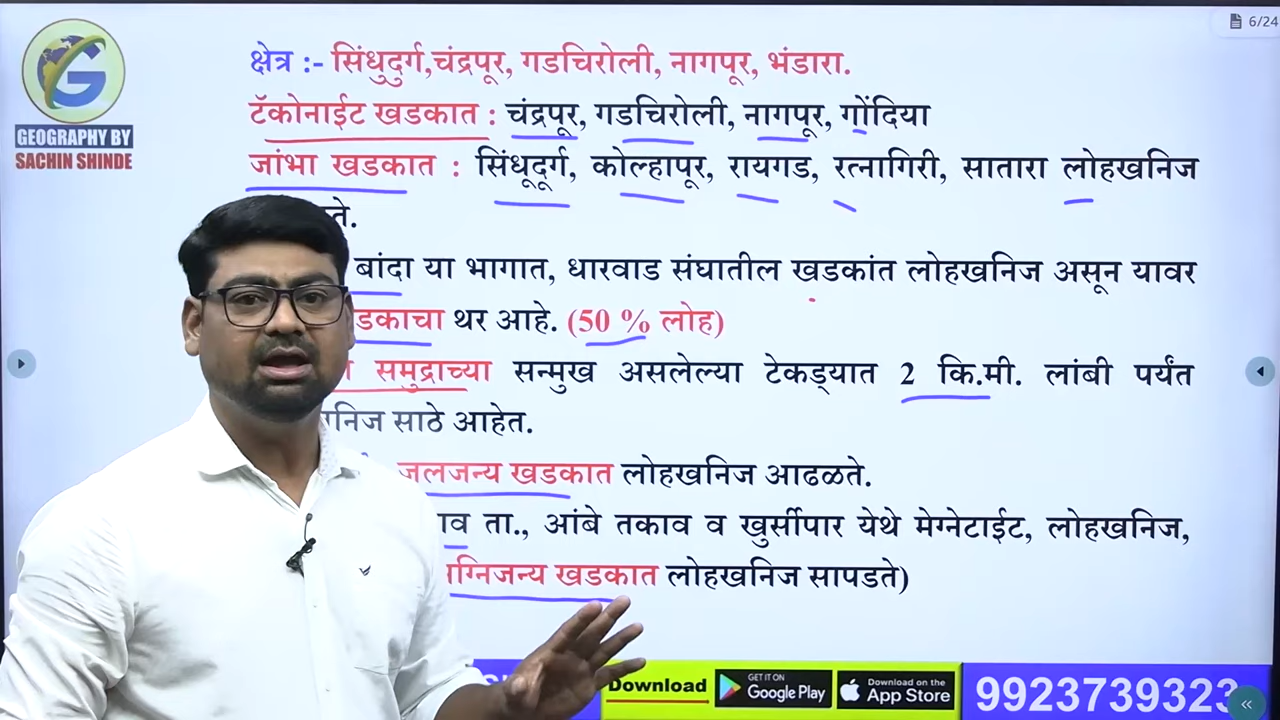 6/24
क्षेत्र :- सिंधुदुर्ग,चंद्रपूर, गडचिरोली, नागपूर, भंडारा.
टॅकोनाईट खडकात : चंद्रपूर, गडचिरोली, नागपूर, गोंदिया
GEOGRAPHY BY
SACHIN SHINDE
जांभा खडकात : सिंधूदूर्ग, कोल्हापूर, रायगड, रत्नागिरी, सातारा लोहखनिज
बांदा या भागात, धारवाड संघातील खडकांत लोहखनिज असून यावर
थर आहे. (50 % लोह)
समुद्राच्या सन्मुख असलेल्या टेकड्यात 2 कि.मी. लांबी पर्यंत
साठे आहेत.
जलजन्य खडकात लोहखनिज आढळते.
ता., आंबे तकाव व खुर्सीपार येथे मेग्नेटाईट, लोहखनिज,
खडकात लोहखनिज सापडते)
Download
GET IT ON
Google Play
Download on the
App Store
9923739323